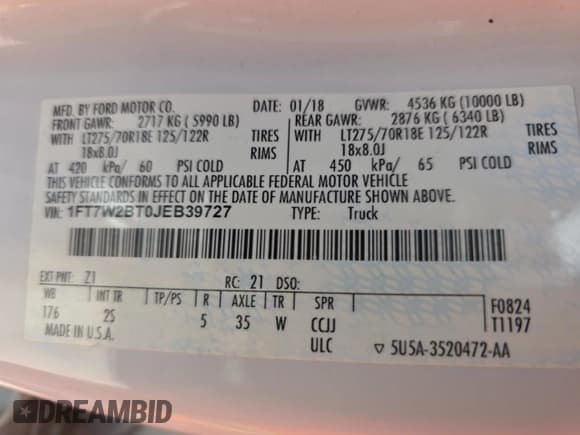 MFD. BY FORD MOTOR CO. DATE: 01/18 GVWR: 4536 KG (10000 LB)
FRONT GAWR: 2717 KG ( 5990 LB) REAR GAWR: 2876 KG ( 6340 LB)
WITH LT275/70R18E 125/122R TIRES WITH LT275/70R18E 125/122R TIRES
18x8.0J RIMS 18x8.0J RIMS
AT 420 kPa/ 60 PSI COLD AT 450 kPa/ 65 PSI COLD
THIS VEHICLE COMPLIES TO ALL APPLICABLE FEDERAL MOTOR VEHICLE
SAFETY STANDARDS IN EFFECT ON THE DATE OF MANUFACTURE SHOWN ABOVE.
VIN: 1FT7W2BT0JEB39727 TYPE: Truck
EXT PNT: Z1 RC: 21 DSO:
WB INT TR TP/PS R AXLE TR SPR F0824
176 2S 5 35 W CCJJ T1197
MADE IN U.S.A. ULC ▽ 5U5A-3520472-AA
DREAMBID